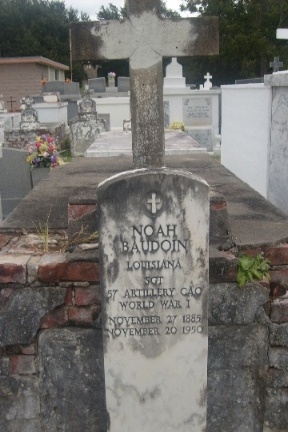 NOAH
BAUDOIN
LOUISIANA
SGT
57 ARTILLERY CAC
WORLD WAR I
NOVEMBER 27 1885
NOVEMBER 20 1950